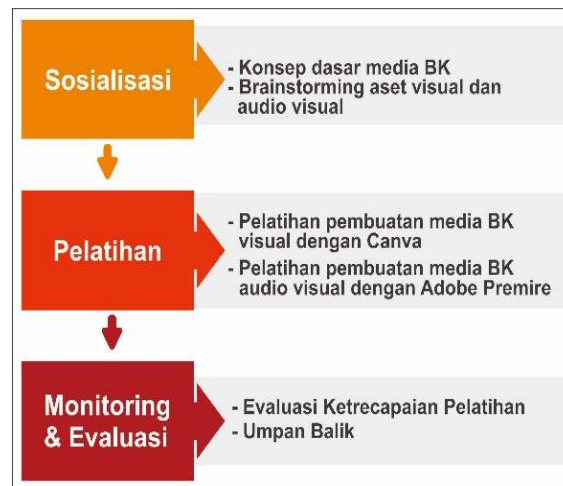 Sosialisasi
- Konsep dasar media BK
- Brainstorming aset visual dan
audio visual
Pelatihan
- Pelatihan pembuatan media BK
visual dengan Canva
- Pelatihan pembuatan media BK
audio visual dengan Adobe Premire
Monitoring
& Evaluasi
- Evaluasi Ketrecapaian Pelatihan
- Umpan Balik